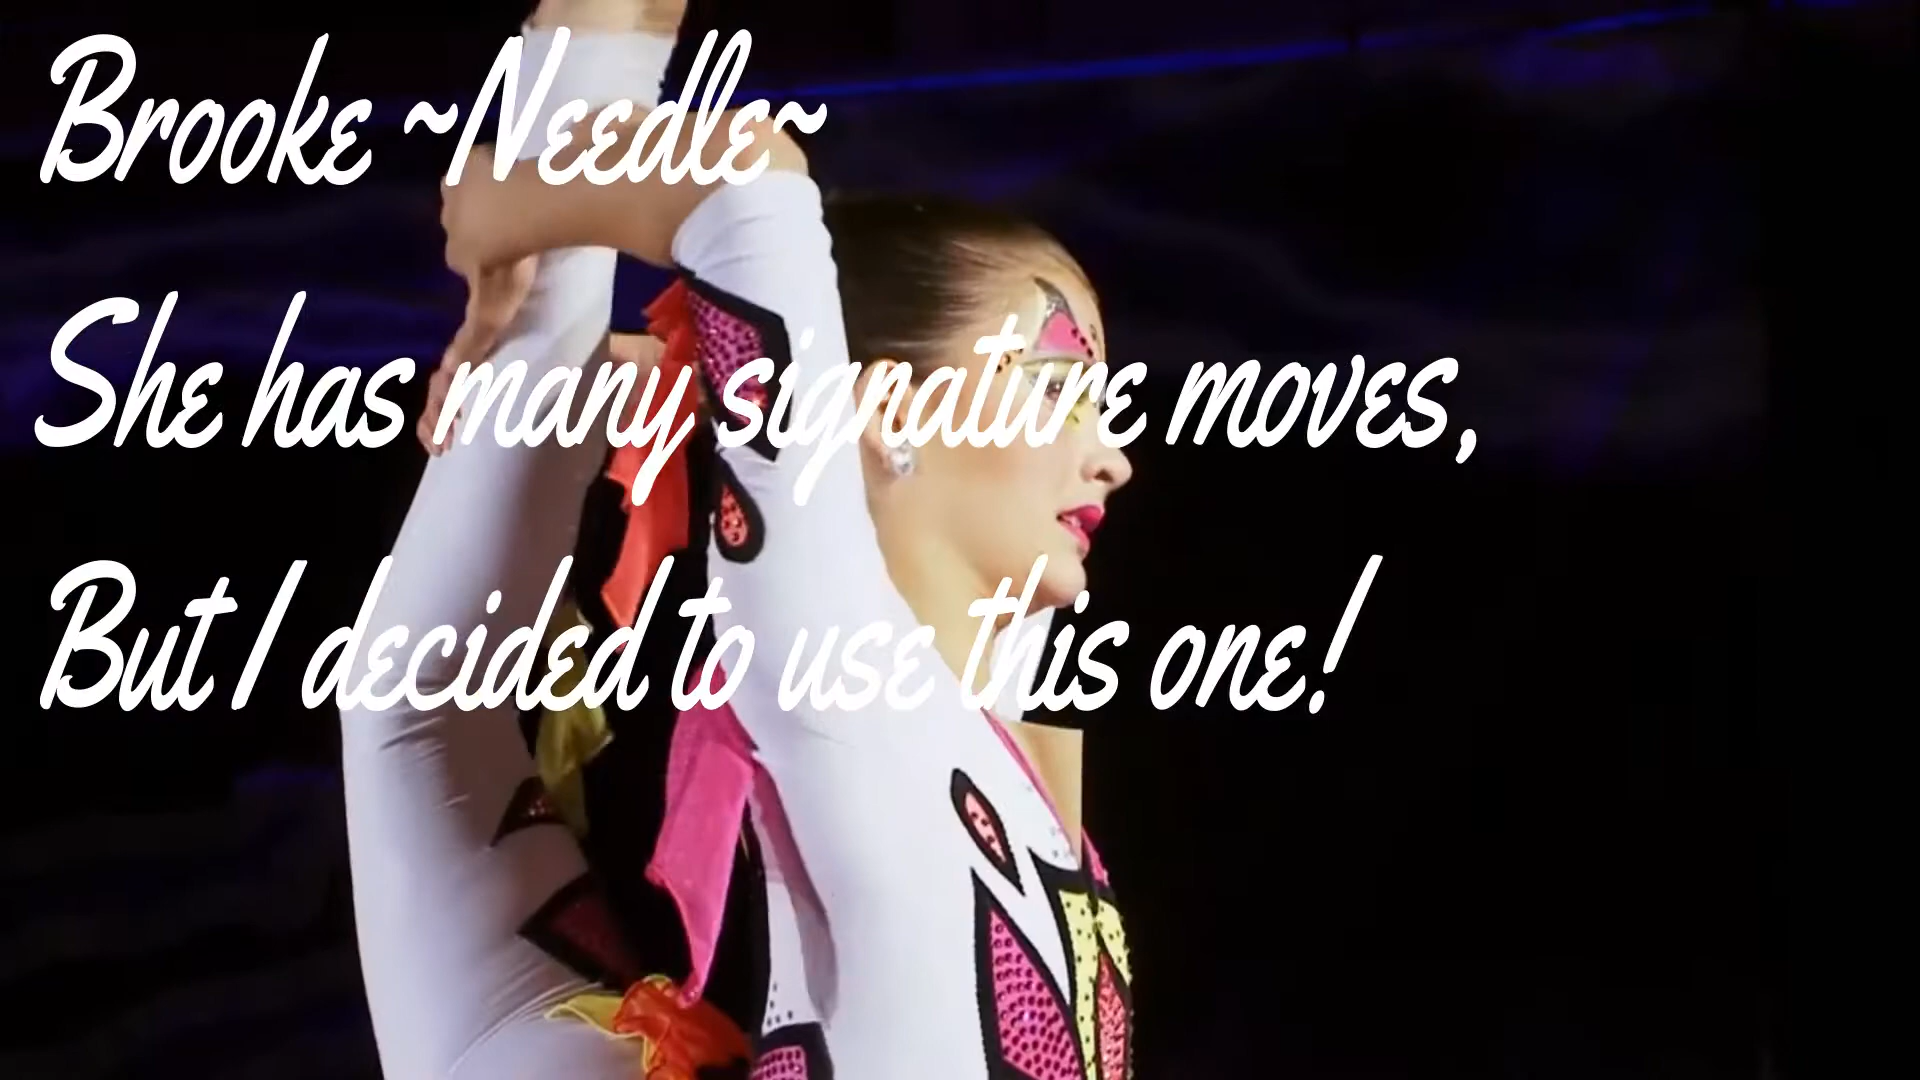 Brooke ~Needle~
She has many signature moves,
But I decided to use this one!